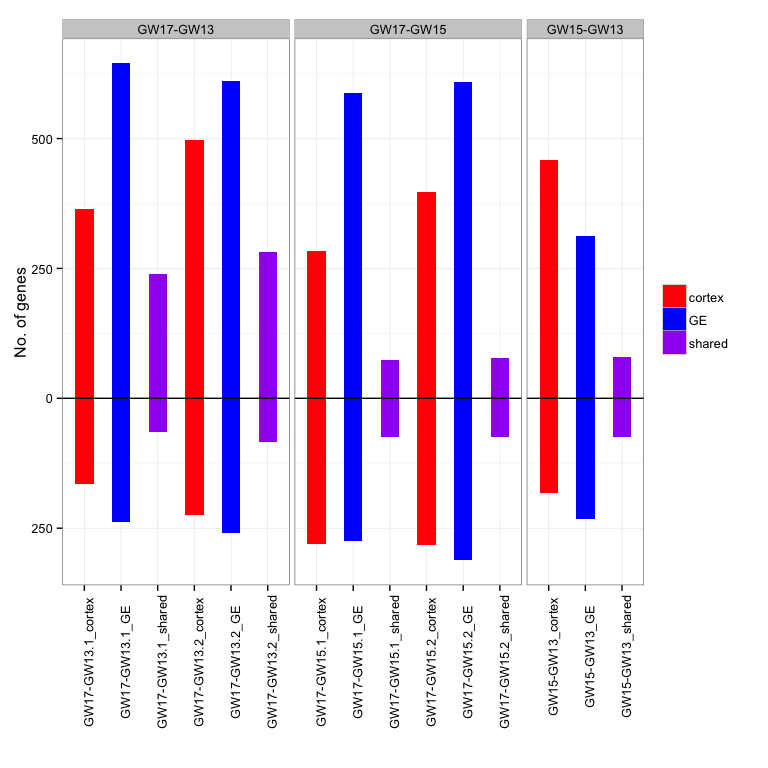 GW17-GW13
GW17-GW15
GW15-GW13
No. of genes
500
250
0
250
GW17-GW13.1_cortex
GW17-GW13.1_GE
GW17-GW13.1_shared
GW17-GW13.2_cortex
GW17-GW13.2_GE
GW17-GW13.2_shared
GW17-GW15.1_cortex
GW17-GW15.1_GE
GW17-GW15.1_shared
GW17-GW15.2_cortex
GW17-GW15.2_GE
GW17-GW15.2_shared
GW15-GW13_cortex
GW15-GW13_GE
GW15-GW13_shared
cortex
GE
shared